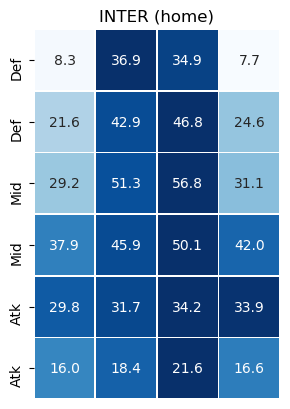 INTER (home)
Def 8.3 36.9 34.9 7.7
Def 21.6 42.9 46.8 24.6
Mid 29.2 51.3 56.8 31.1
Mid 37.9 45.9 50.1 42.0
Atk 29.8 31.7 34.2 33.9
Atk 16.0 18.4 21.6 16.6